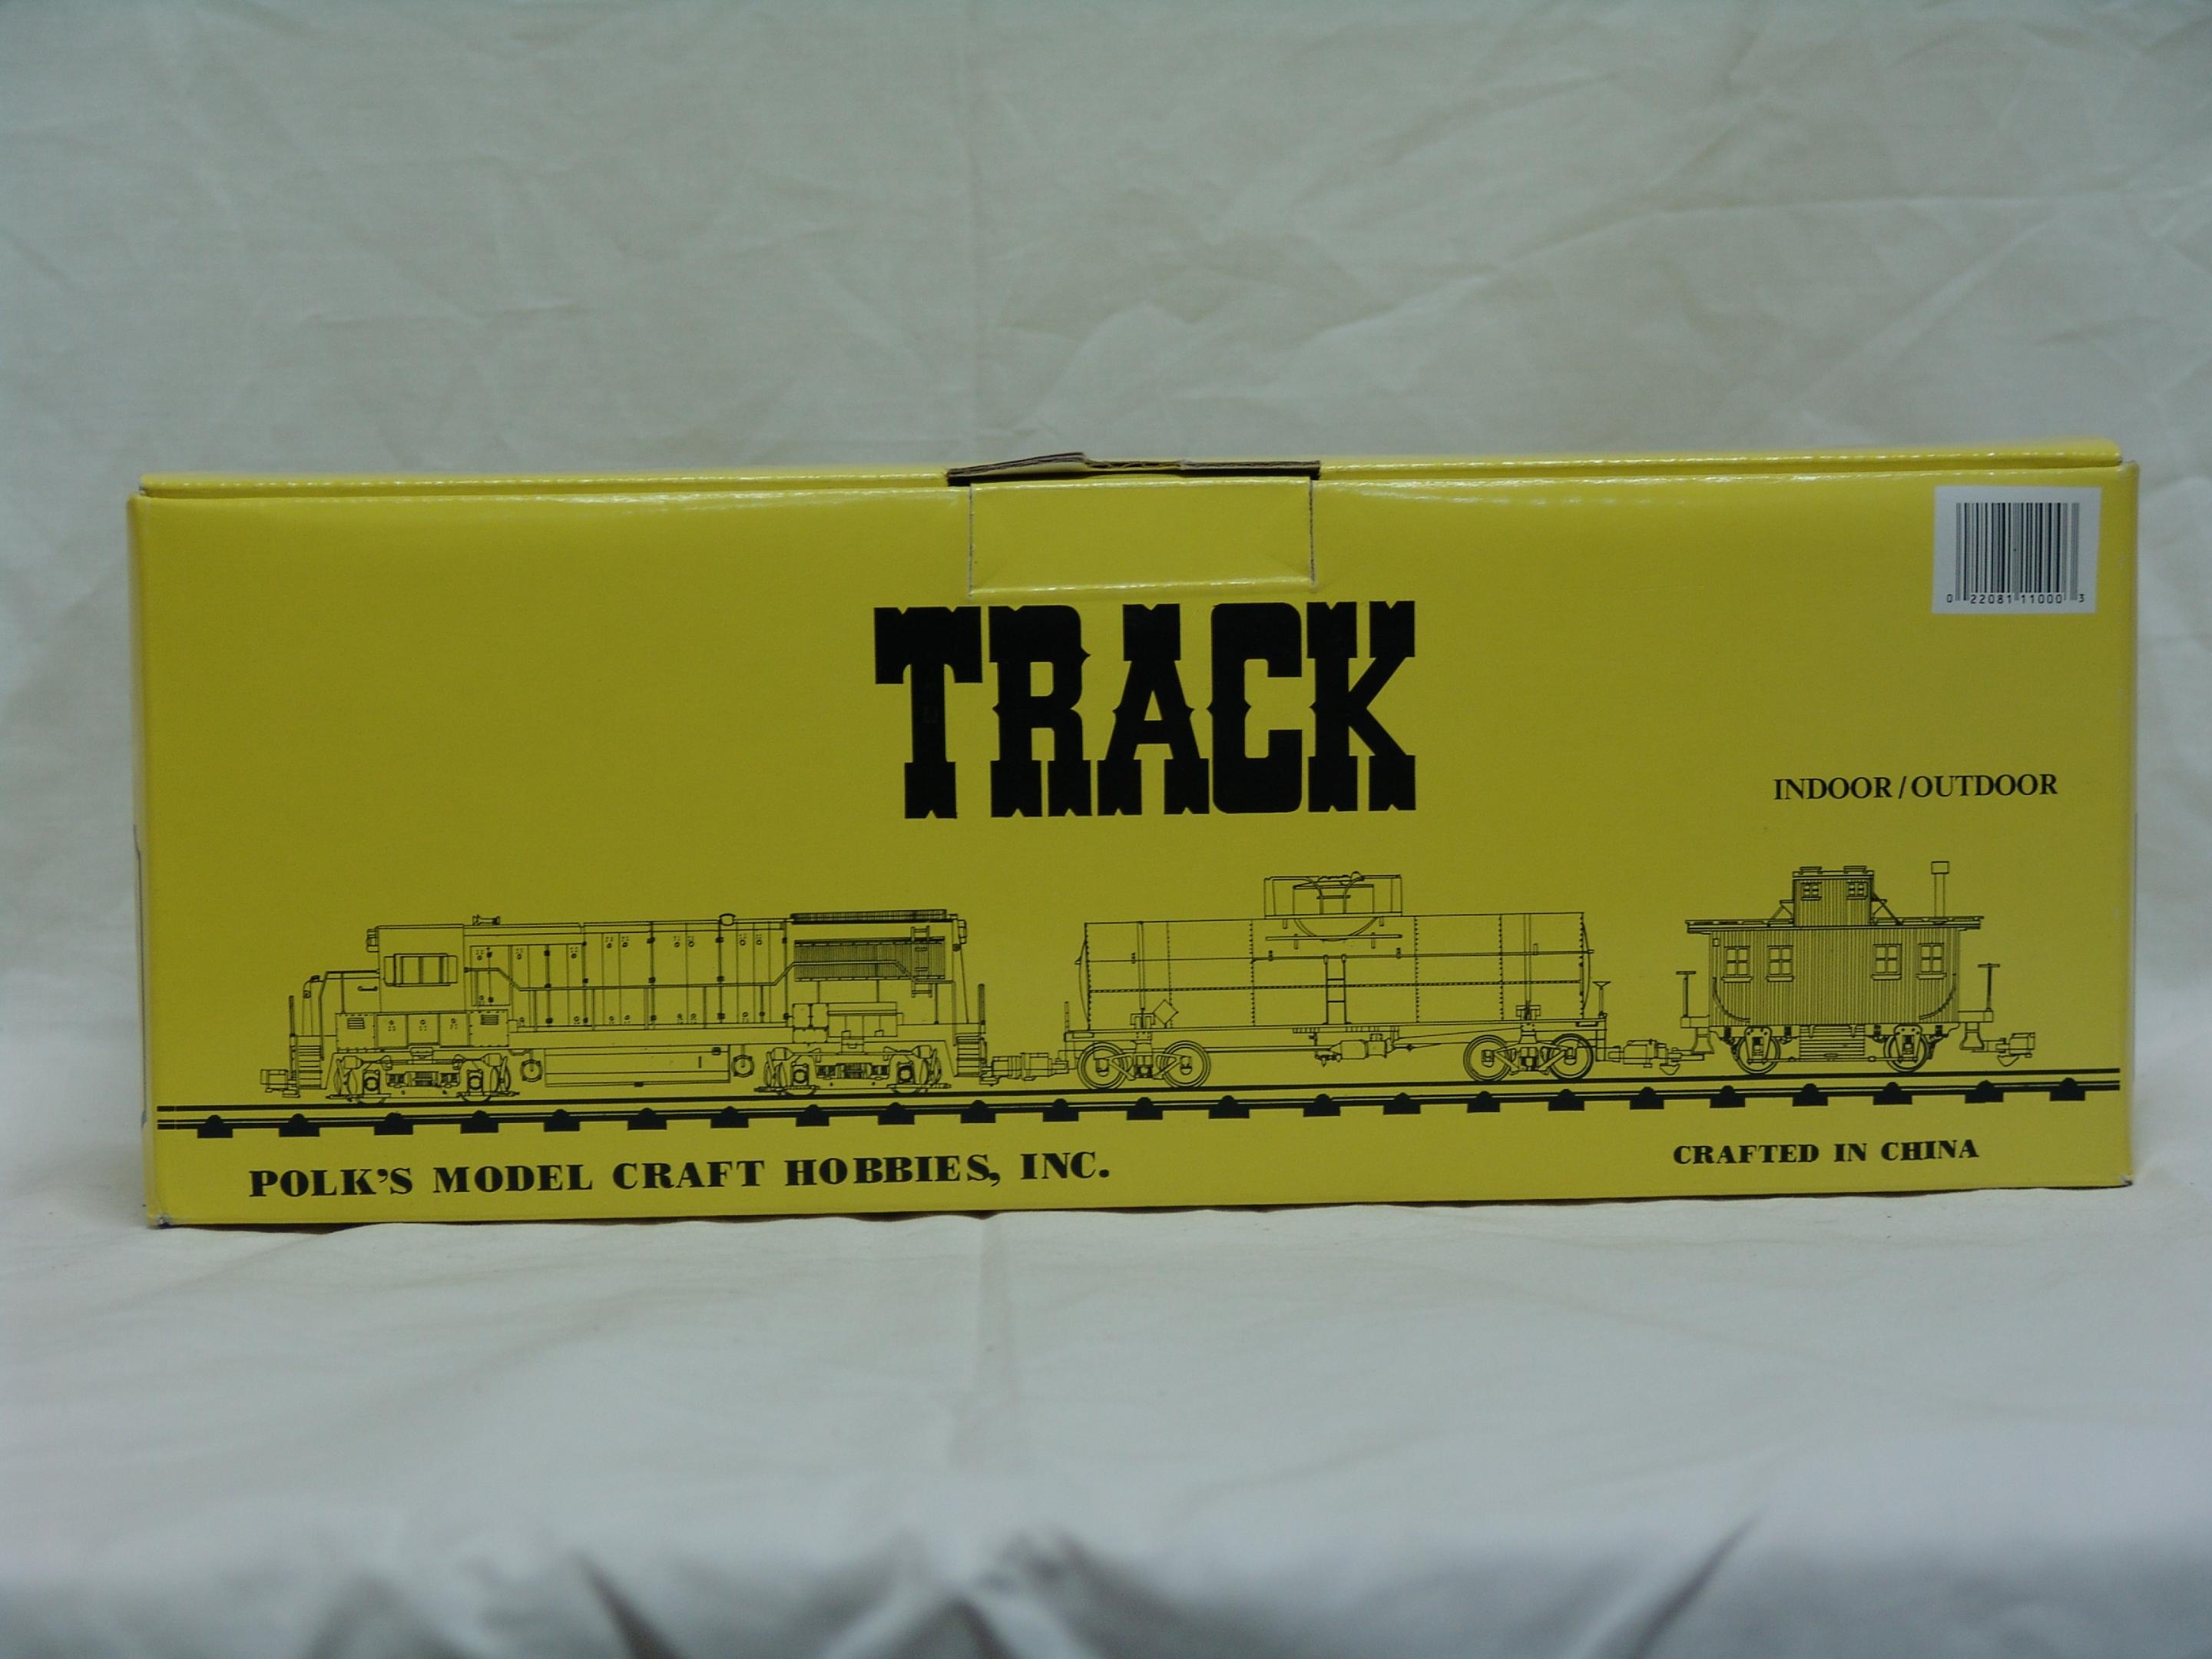 0 22081 11000 3
TRACK
INDOOR/OUTDOOR
POLK'S MODEL CRAFT HOBBIES, INC.
CRAFTED IN CHINA